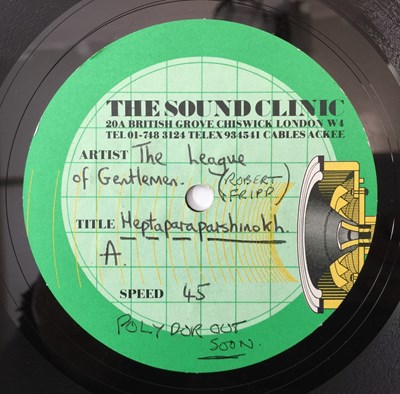 THE SOUND CLINIC
20A BRITISH GROVE CHISWICK LONDON W4
TEL 01-748 3124 TELEX 934541 CABLES ACKEE
ARTIST The League
of Gentlemen. (ROBERT
FRIPP)
TITLE Heptaparaparshinokh.
A.
SPEED 45
POLYDOR OUT
SOON.